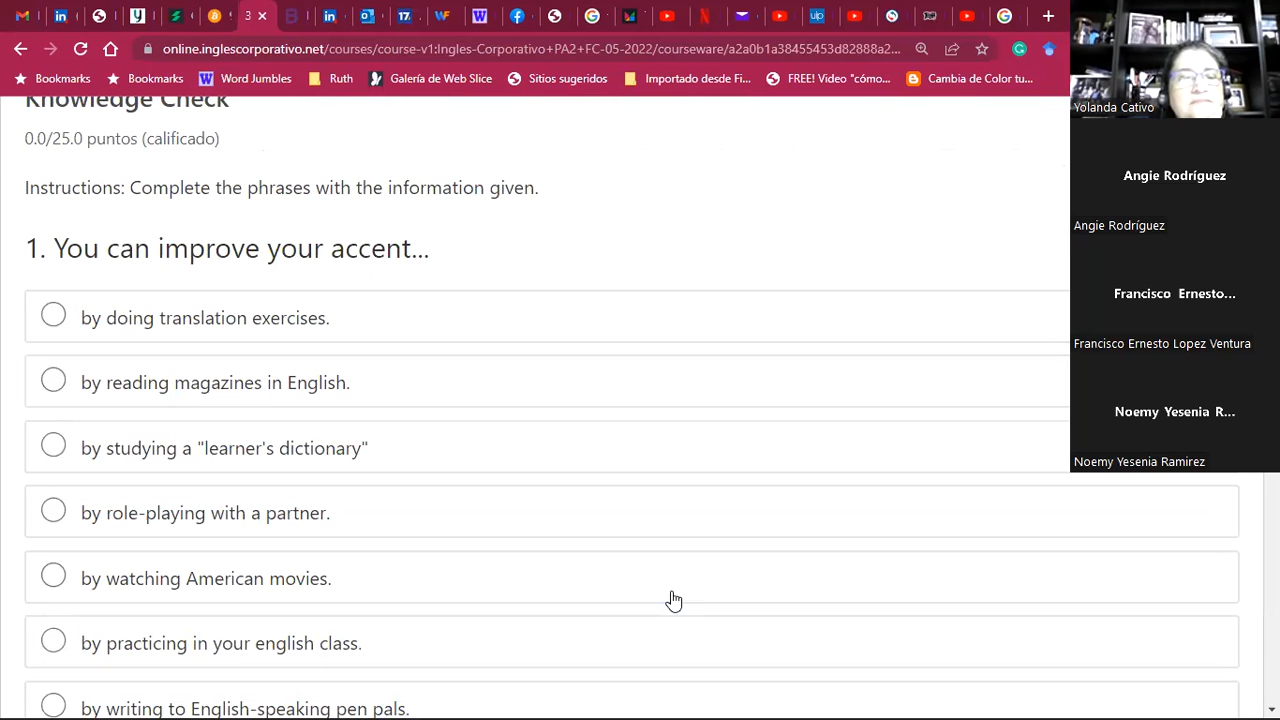 3
17.
WF
W
up
online.inglescorporativo.net/courses/course-v1:Ingles-Corporativo+PA2+FC-05-2022/courseware/a2a0b1a38455453d82888a2...
Bookmarks
Bookmarks
Word Jumbles
Ruth
Galería de Web Slice
Sitios sugeridos
Importado desde Fi...
FREE! Video "cómo...
Cambia de Color tu...
Yolanda Cativo
Knowledge Check
0.0/25.0 puntos (calificado)
Instructions: Complete the phrases with the information given.
1. You can improve your accent...
by doing translation exercises.
by reading magazines in English.
by studying a "learner's dictionary"
by role-playing with a partner.
by watching American movies.
by practicing in your english class.
by writing to English-speaking pen pals.
Angie Rodríguez
Angie Rodríguez
Francisco Ernesto...
Francisco Ernesto Lopez Ventura
Noemy Yesenia R...
Noemy Yesenia Ramirez